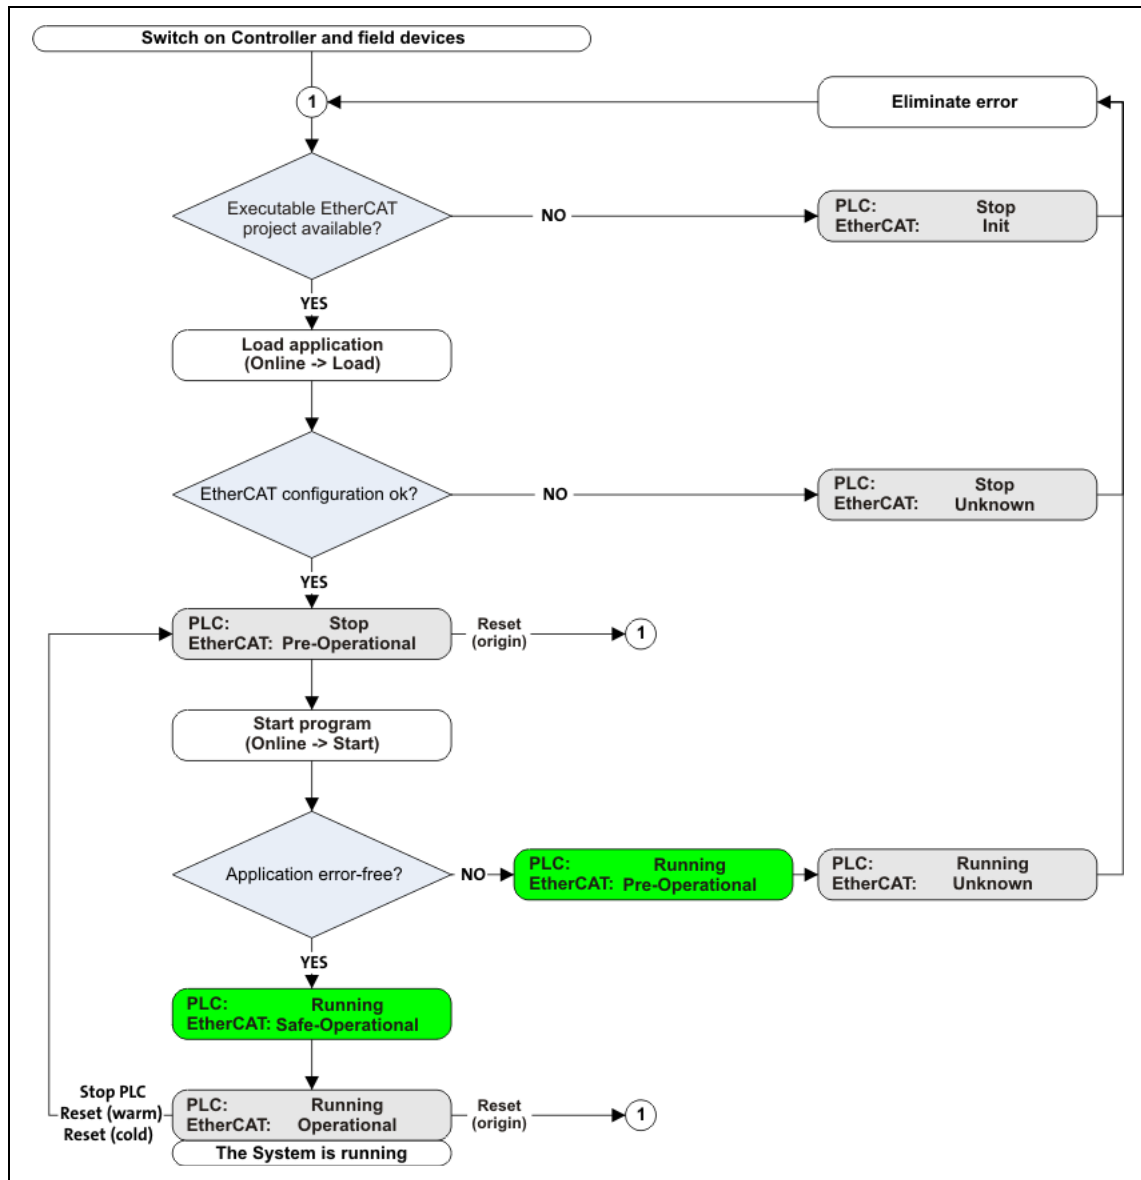 Switch on Controller and field devices
1
Eliminate error
Executable EtherCAT
project available?
NO
PLC: Stop
EtherCAT: Init
YES
Load application
(Online -> Load)
EtherCAT configuration ok?
NO
PLC: Stop
EtherCAT: Unknown
YES
PLC: Stop
EtherCAT: Pre-Operational
Reset
(origin)
1
Start program
(Online -> Start)
Application error-free?
NO
PLC: Running
EtherCAT: Pre-Operational
PLC: Running
EtherCAT: Unknown
YES
PLC: Running
EtherCAT: Safe-Operational
Stop PLC
Reset (warm)
Reset (cold)
PLC: Running
EtherCAT: Operational
Reset
(origin)
1
The System is running